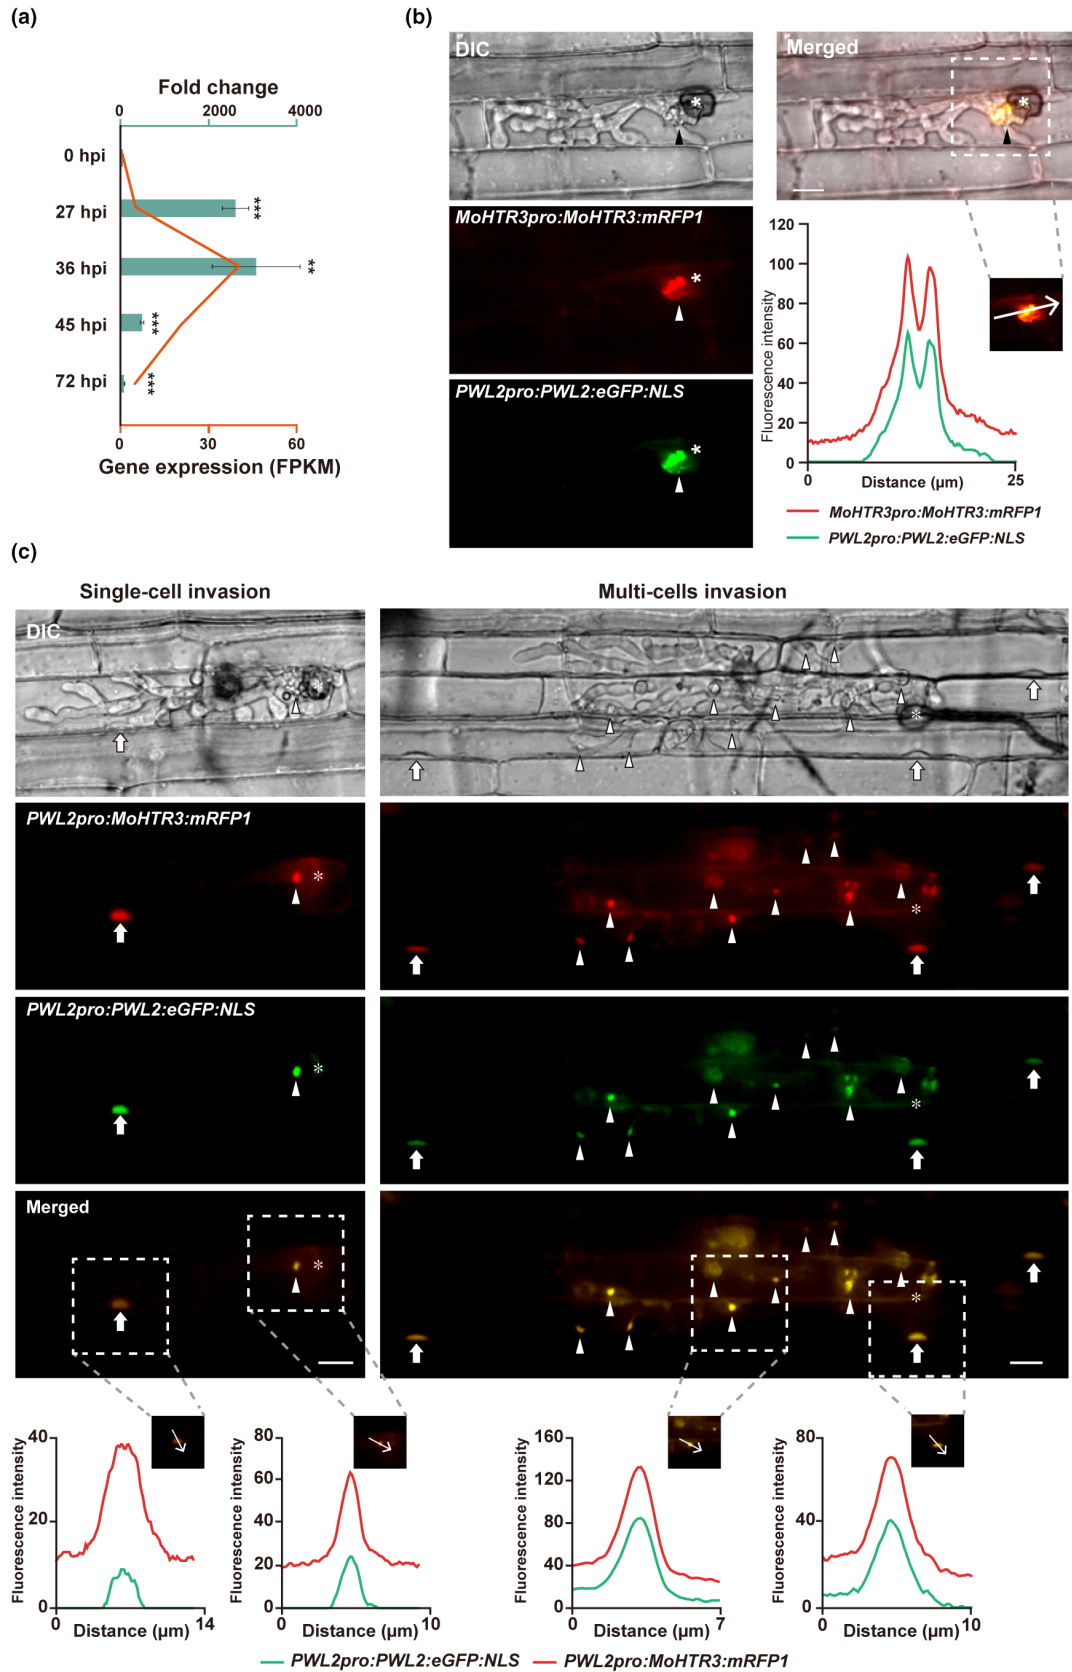 (a)
Fold change
0 2000 4000
0 hpi
27 hpi
***
36 hpi
**
45 hpi
***
72 hpi
***
0 30 60
Gene expression (FPKM)
(b)
DIC
*
Merged
*
MoHTR3pro:MoHTR3:mRFP1
*
PWL2pro:PWL2:eGFP:NLS
*
120
100
80
60
40
20
0
Fluorescence intensity
0 25
Distance (µm)
MoHTR3pro:MoHTR3:mRFP1
PWL2pro:PWL2:eGFP:NLS
(c)
Single-cell invasion
Multi-cells invasion
DIC
*
*
PWL2pro:MoHTR3:mRFP1
*
*
PWL2pro:PWL2:eGFP:NLS
*
*
Merged
*
*
Fluorescence intensity
40
20
0
0 14
Distance (µm)
Fluorescence intensity
80
60
40
20
0
0 10
Distance (µm)
Fluorescence intensity
160
120
80
40
0
0 7
Distance (µm)
Fluorescence intensity
80
40
0
0 10
Distance (µm)
PWL2pro:PWL2:eGFP:NLS
PWL2pro:MoHTR3:mRFP1